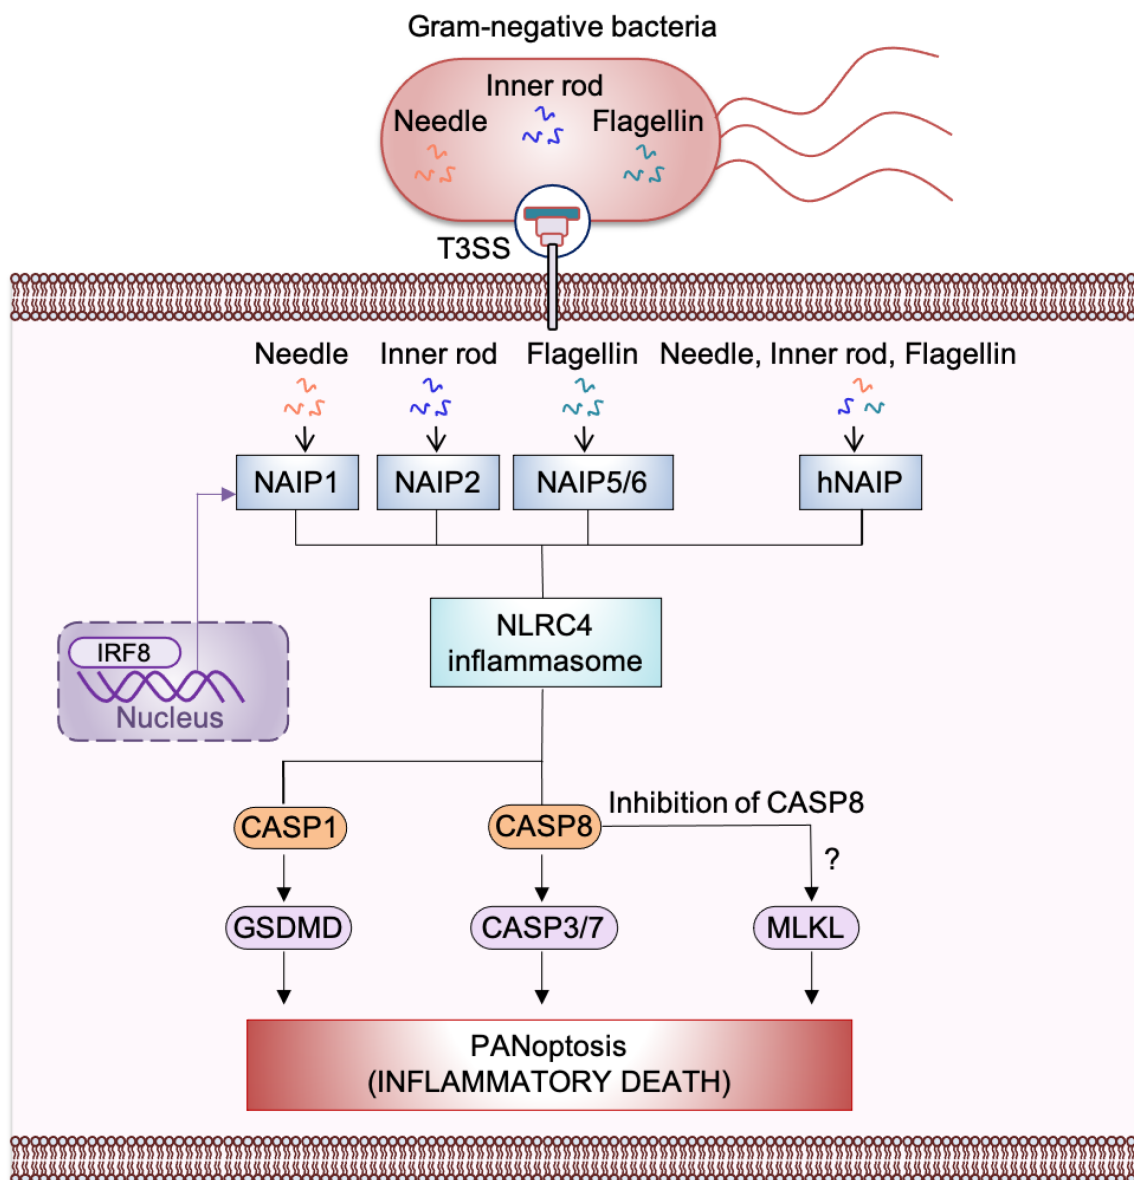 Gram-negative bacteria
Inner rod
Needle
Flagellin
T3SS
Needle
Inner rod
Flagellin
Needle, Inner rod, Flagellin
NAIP1
NAIP2
NAIP5/6
hNAIP
NLRC4
inflammasome
IRF8
Nucleus
Inhibition of CASP8
CASP1
CASP8
?
GSDMD
CASP3/7
MLKL
PANoptosis
(INFLAMMATORY DEATH)